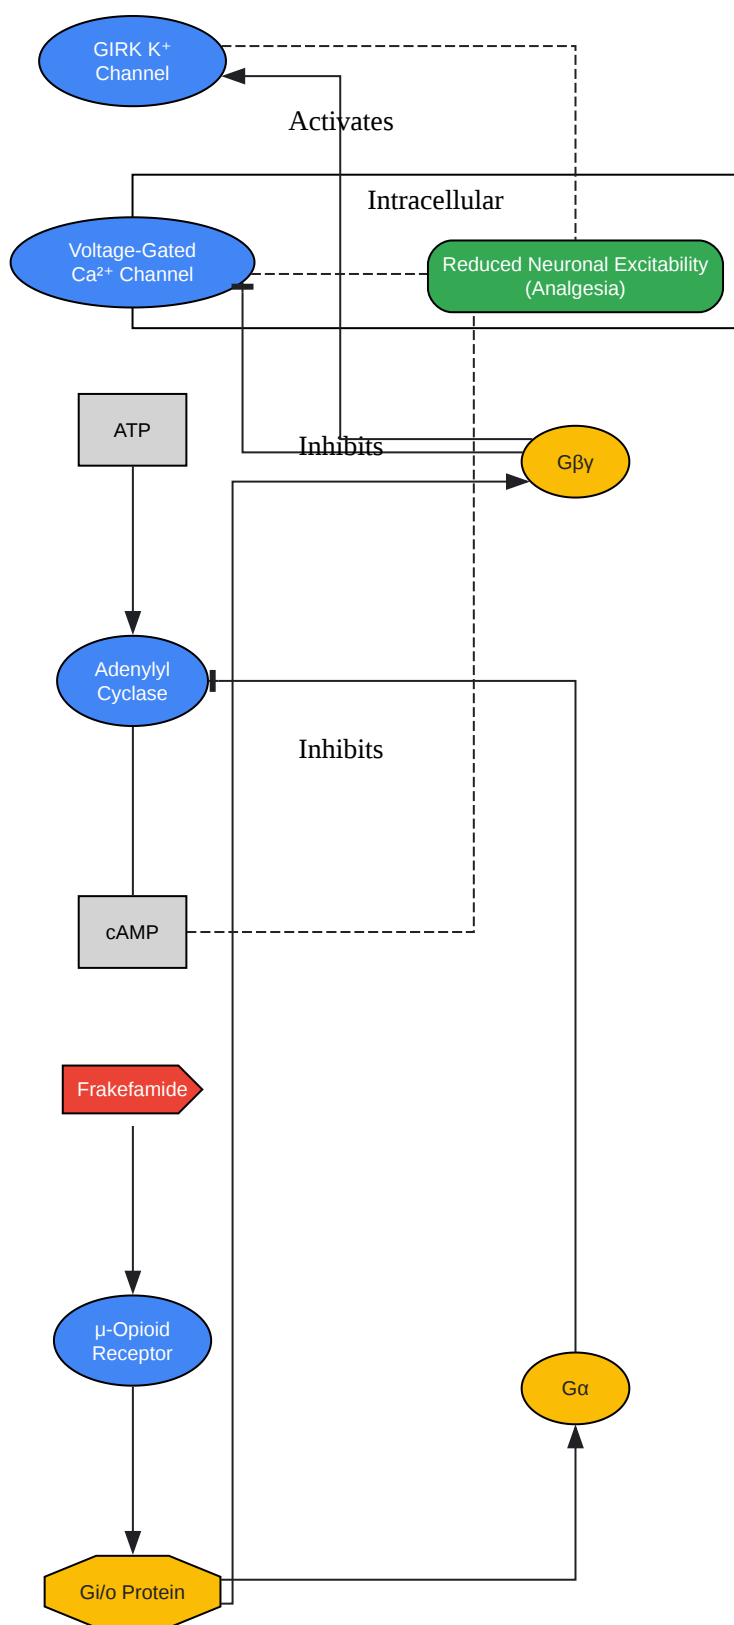 GIRK K⁺
Channel
Activates
Intracellular
Voltage-Gated
Ca²⁺ Channel
Reduced Neuronal Excitability
(Analgesia)
ATP
Inhibits
Gβγ
Adenylyl
Cyclase
Inhibits
cAMP
Frakefamide
μ-Opioid
Receptor
Gα
Gi/o Protein